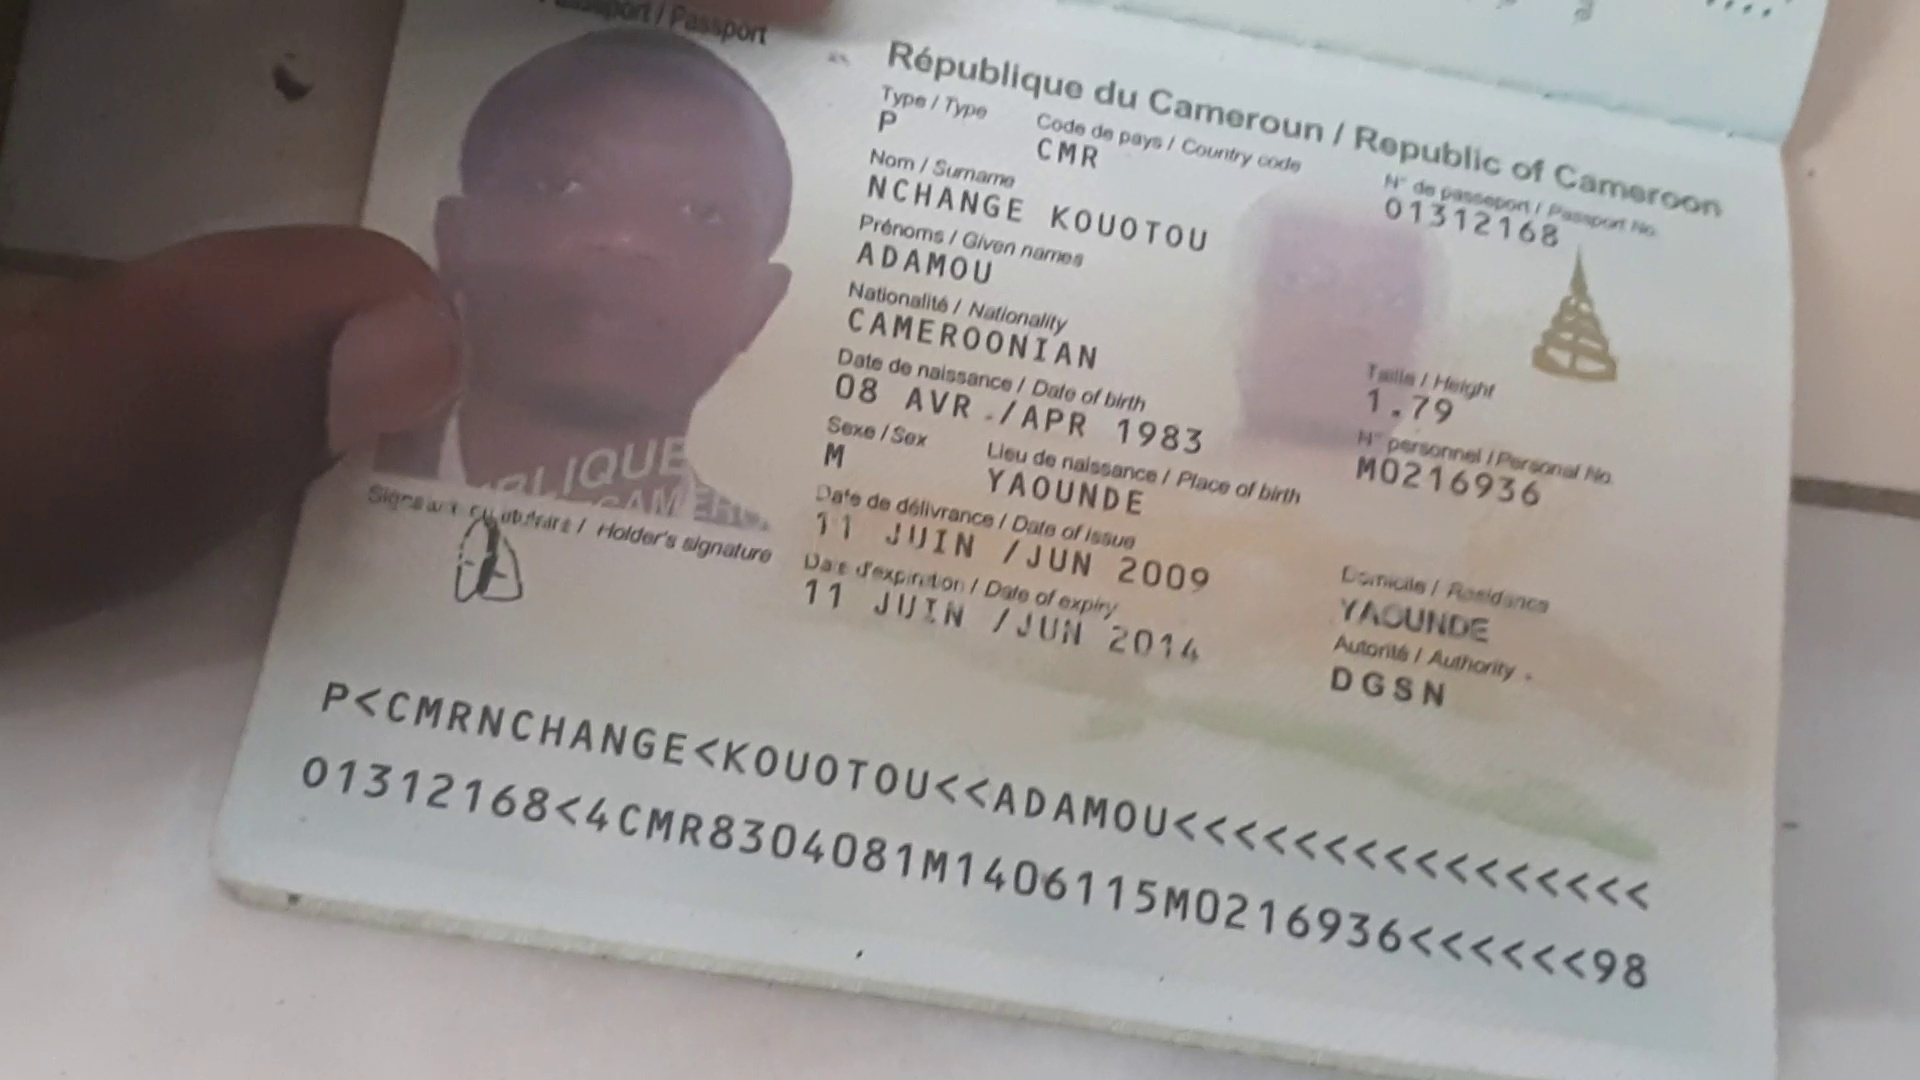 Passport / Passport
République du Cameroun / Republic of Cameroon
Type / Type
P
Code de pays / Country code
CMR
N° de passeport / Passport No.
01312168
Nom / Surname
NCHANGE KOUOTOU
Prénoms / Given names
ADAMOU
Nationalité / Nationality
CAMEROONIAN
Date de naissance / Date of birth
08 AVR./APR 1983
Taille / Height
1.79
Sexe / Sex
M
Lieu de naissance / Place of birth
YAOUNDE
N° personnel / Personal No.
M0216936
Date de délivrance / Date of issue
11 JUIN /JUN 2009
Date d'expiration / Date of expiry
11 JUIN /JUN 2014
Domicile / Residence
YAOUNDE
Autorité / Authority
DGSN
/ Holder's signature
P<CMRNCHANGE<KOUOTOU<<ADAMOU<<<<<<<<<<<<<<<<
01312168<4CMR8304081M1406115M0216936<<<<<<98